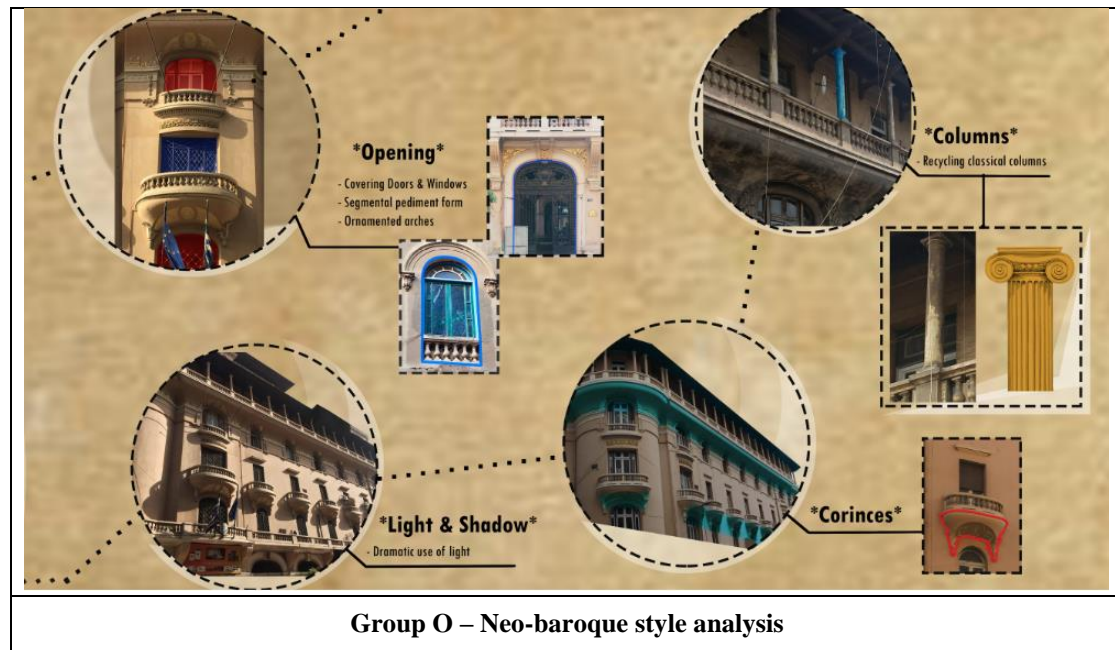 *Opening*
- Covering Doors & Windows
- Segmental pediment form
- Ornamented arches
*Columns*
- Recycling classical columns
*Light & Shadow*
- Dramatic use of light
*Corinces*
Group O – Neo-baroque style analysis